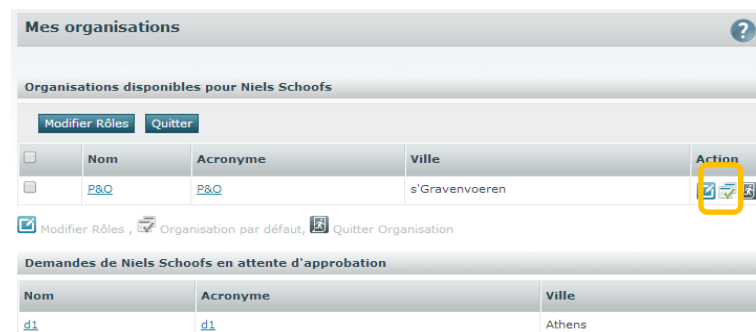 Mes organisations
?
Organisations disponibles pour Niels Schoofs
Modifier Rôles Quitter
Nom Acronyme Ville Action
P&O P&O s'Gravenvoeren
Modifier Rôles , Organisation par défaut, Quitter Organisation
Demandes de Niels Schoofs en attente d'approbation
Nom Acronyme Ville
d1 d1 Athens